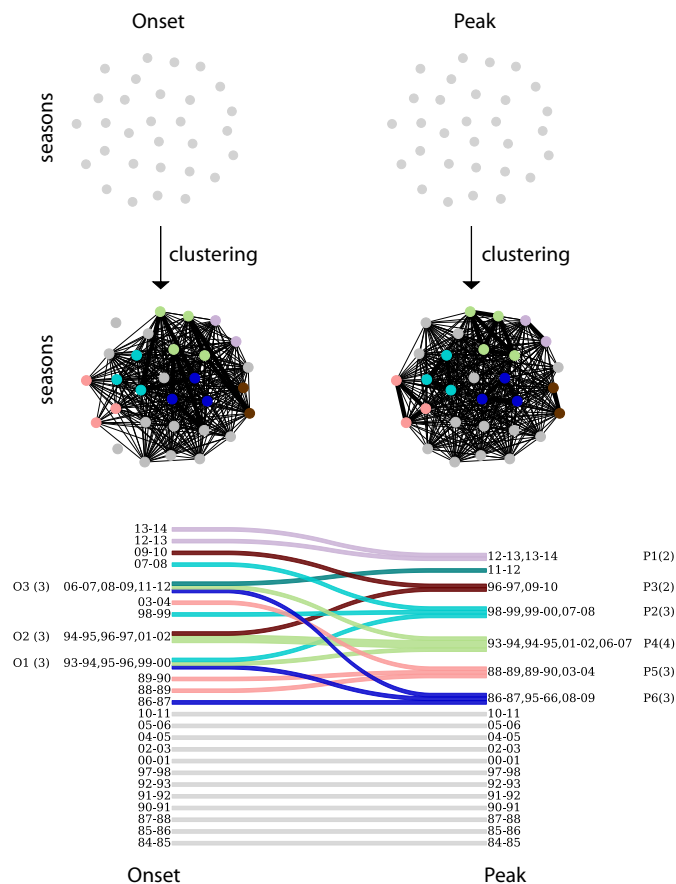 Onset Peak
seasons
clustering clustering
seasons
13-14
12-13
12-13,13-14 P1(2)
09-10
11-12
07-08
O3 (3) 06-07,08-09,11-12
96-97,09-10 P3(2)
03-04
98-99
98-99,99-00,07-08 P2(3)
O2 (3) 94-95,96-97,01-02
93-94,94-95,01-02,06-07 P4(4)
O1 (3) 93-94,95-96,99-00
88-89,89-90,03-04 P5(3)
89-90
88-89
86-87,95-66,08-09 P6(3)
86-87
10-11 10-11
05-06 05-06
04-05 04-05
02-03 02-03
00-01 00-01
97-98 97-98
92-93 92-93
91-92 91-92
90-91 90-91
87-88 87-88
85-86 85-86
84-85 84-85
Onset Peak